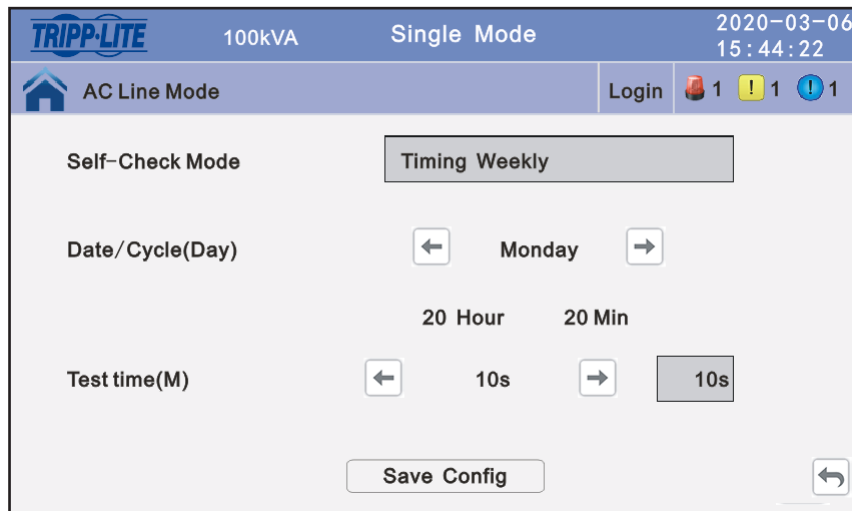 TRIPP·LITE 100kVA Single Mode 2020-03-06
15:44:22
AC Line Mode Login 1 ! 1 ! 1
Self-Check Mode Timing Weekly
Date/Cycle(Day) Monday
20 Hour 20 Min
Test time(M) 10s 10s
Save Config